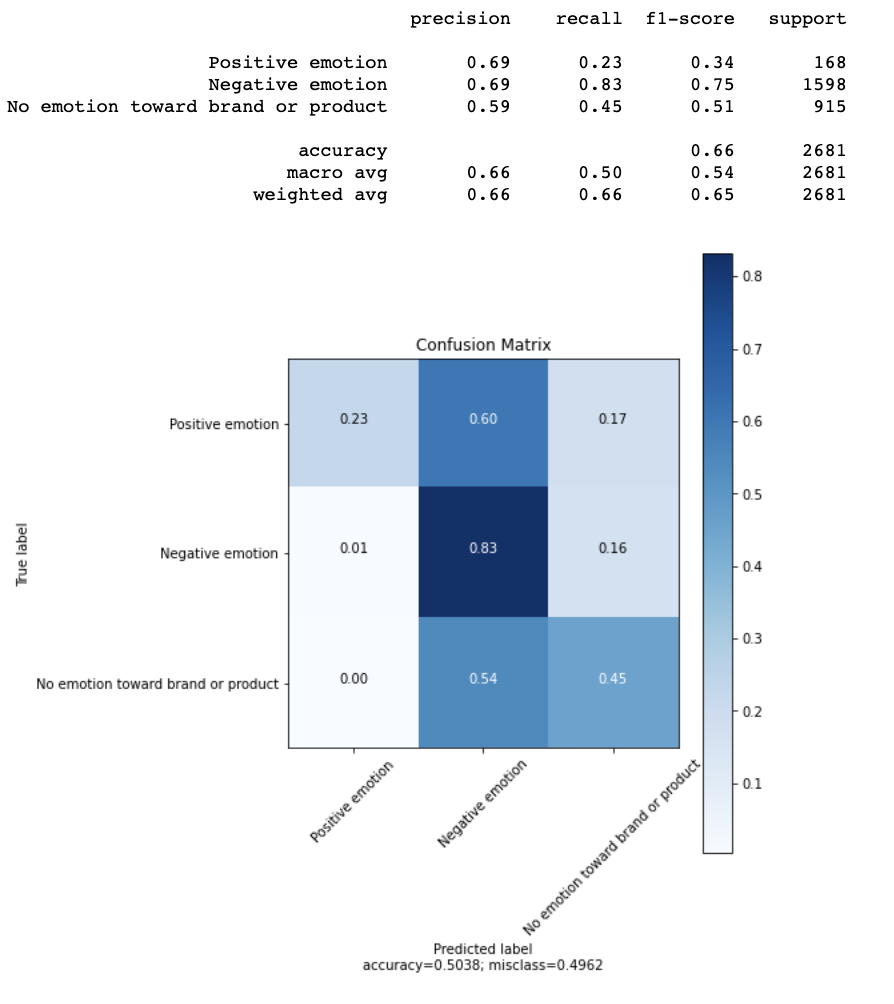 precision recall f1-score support
Positive emotion 0.69 0.23 0.34 168
Negative emotion 0.69 0.83 0.75 1598
No emotion toward brand or product 0.59 0.45 0.51 915
accuracy 0.66 2681
macro avg 0.66 0.50 0.54 2681
weighted avg 0.66 0.66 0.65 2681
Confusion Matrix
True label
Positive emotion 0.23 0.60 0.17
Negative emotion 0.01 0.83 0.16
No emotion toward brand or product 0.00 0.54 0.45
Positive emotion
Negative emotion
No emotion toward brand or product
Predicted label
accuracy=0.5038; misclass=0.4962
0.8
0.7
0.6
0.5
0.4
0.3
0.2
0.1